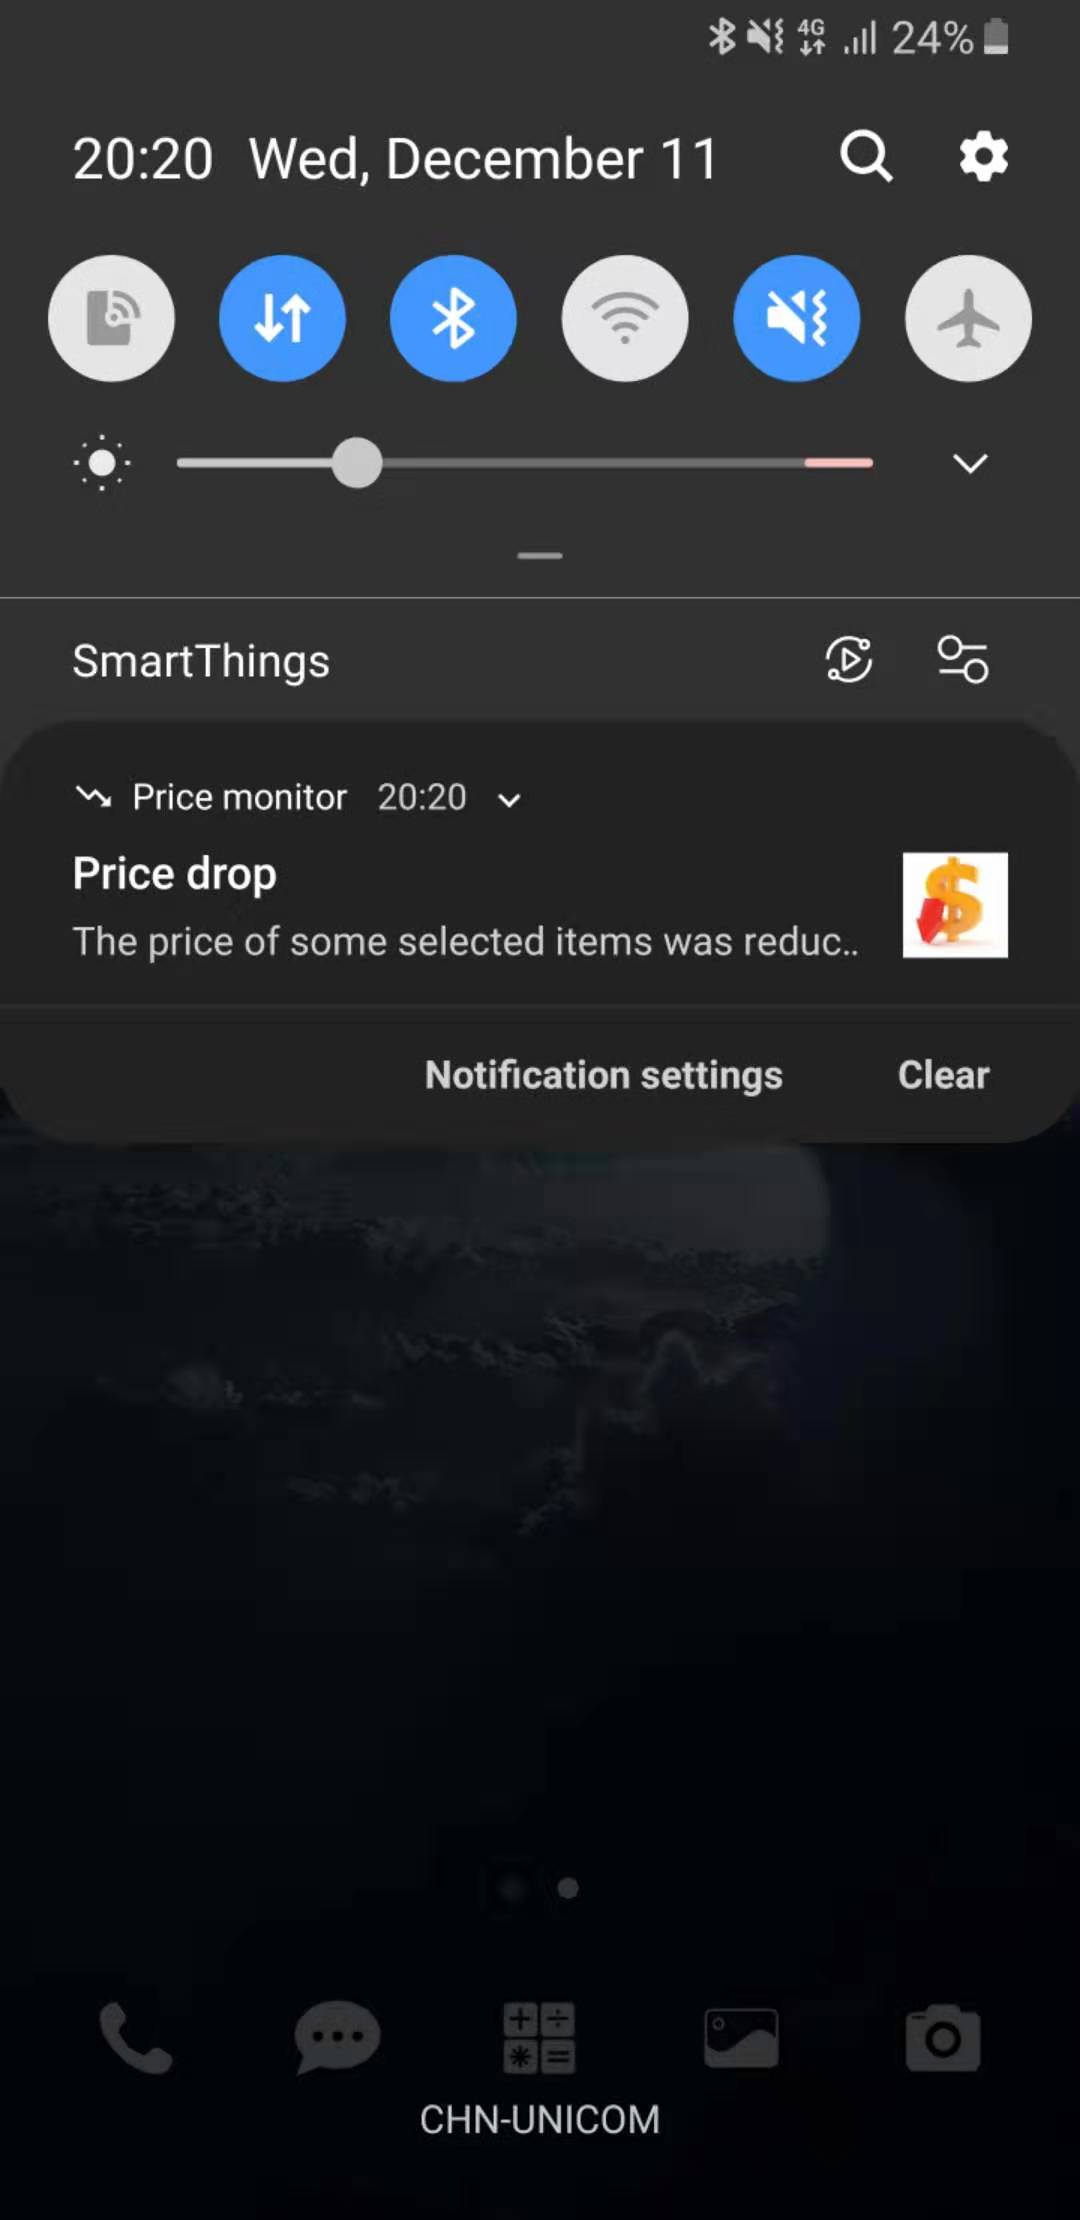 4G 24%
20:20 Wed, December 11
SmartThings
Price monitor 20:20
Price drop
The price of some selected items was reduc..
Notification settings Clear
CHN-UNICOM